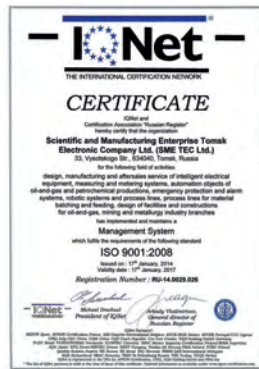 IQNet
THE INTERNATIONAL CERTIFICATION NETWORK
CERTIFICATE
IQNet and
Certification Association "Russian Register"
hereby certify that the organization
Scientific and Manufacturing Enterprise Tomsk
Electronic Company Ltd. (SME TEC Ltd.)
33, Vysotskogo Str., 634040, Tomsk, Russia
for the following field of activities
design, manufacturing and aftersales service of intelligent electrical
equipment, measuring and metering systems, automation objects of
oil-and-gas and petrochemical productions, emergency protection and alarm
systems, robotic systems and process lines, process lines for material
batching and feeding, design of facilities and constructions
for oil-and-gas, mining and metallurgy industry branches
has implemented and maintains a
Management System
which fulfills the requirements of the following standard
ISO 9001:2008
Issued on: 17th January, 2014
Validity date: 17th January, 2017
Registration Number: RU-14.0029.026
IQNet
Michael Drechsel
President of IQNet
Arkady Vladimirtsev,
General director of
Russian Register